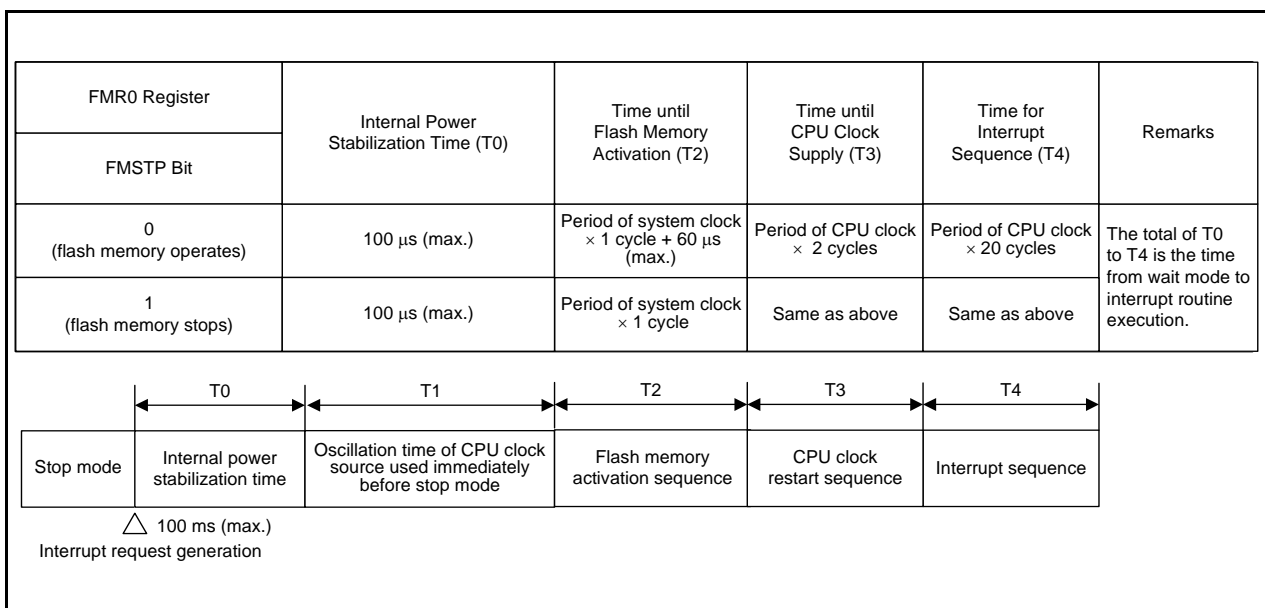 FMR0 Register
FMSTP Bit
Internal Power
Stabilization Time (T0)
Time until
Flash Memory
Activation (T2)
Time until
CPU Clock
Supply (T3)
Time for
Interrupt
Sequence (T4)
Remarks
0
(flash memory operates)
100 μs (max.)
Period of system clock
× 1 cycle + 60 μs
(max.)
Period of CPU clock
× 2 cycles
Period of CPU clock
× 20 cycles
The total of T0
to T4 is the time
from wait mode to
interrupt routine
execution.
1
(flash memory stops)
100 μs (max.)
Period of system clock
× 1 cycle
Same as above
Same as above
T0
T1
T2
T3
T4
Stop mode
Internal power
stabilization time
Oscillation time of CPU clock
source used immediately
before stop mode
Flash memory
activation sequence
CPU clock
restart sequence
Interrupt sequence
100 ms (max.)
Interrupt request generation